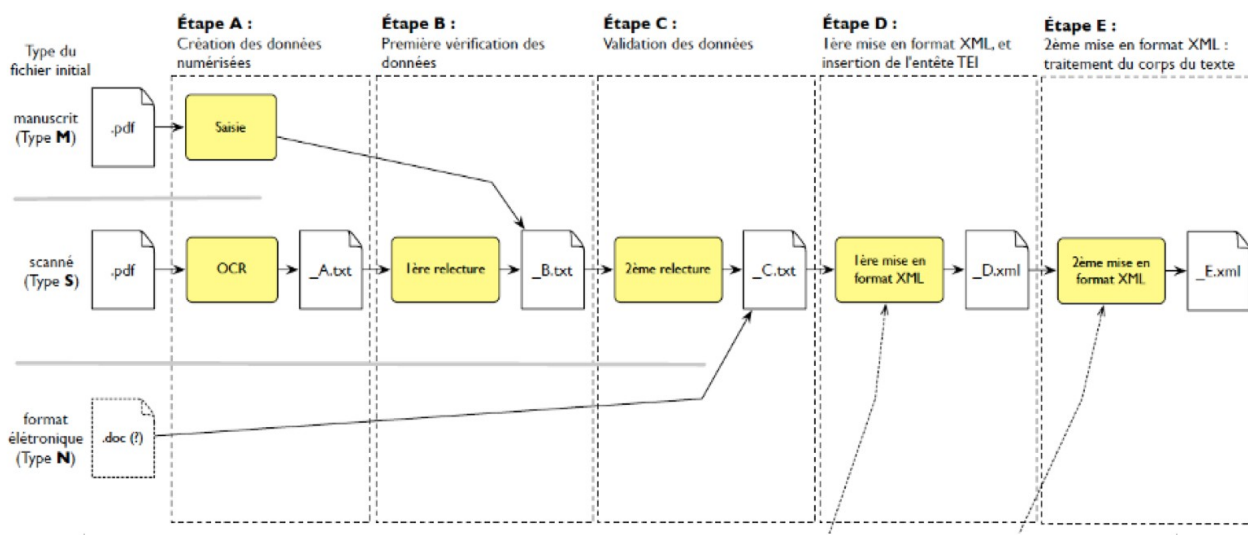 Étape A :
Création des données
numérisées
Étape B :
Première vérification des
données
Étape C :
Validation des données
Étape D :
1ère mise en format XML, et
insertion de l'entête TEI
Étape E :
2ème mise en format XML :
traitement du corps du texte
Type du
fichier initial
manuscrit
(Type M)
.pdf
Saisie
scanné
(Type S)
.pdf
OCR
_A.txt
1ère relecture
_B.txt
2ème relecture
_C.txt
1ère mise en
format XML
_D.xml
2ème mise en
format XML
_E.xml
format
élétronique
(Type N)
.doc (?)